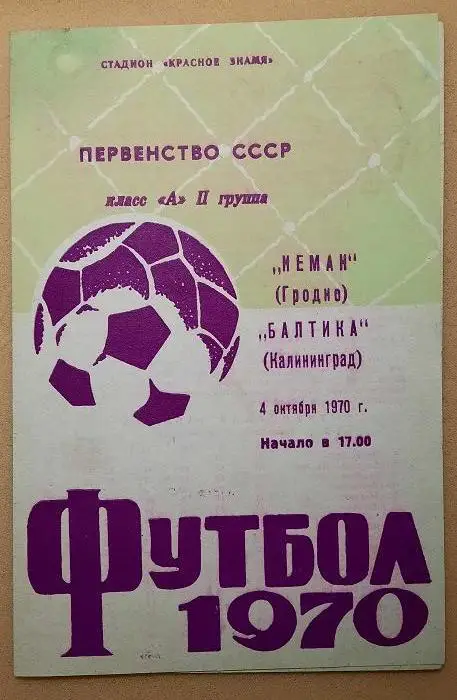 СТАДИОН «КРАСНОЕ ЗНАМЯ»
ПЕРВЕНСТВО СССР
класс «А» II группа
„НЕМАН“
(Гродно)
„БАЛТИКА“
(Калининград)
4 октября 1970 г.
Начало в 17.00
ФУТБОЛ
1970